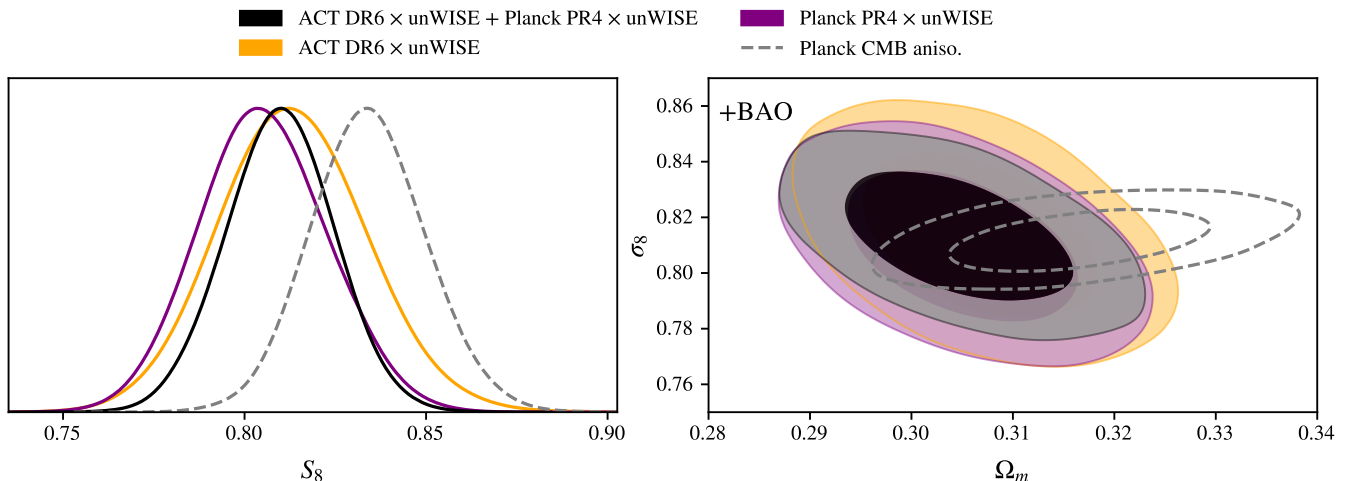 ACT DR6 × unWISE + Planck PR4 × unWISE
ACT DR6 × unWISE
Planck PR4 × unWISE
Planck CMB aniso.
0.75 0.80 0.85 0.90
S₈
+BAO
0.86
0.84
0.82
0.80
0.78
0.76
σ₈
0.28 0.29 0.30 0.31 0.32 0.33 0.34
Ωₘ